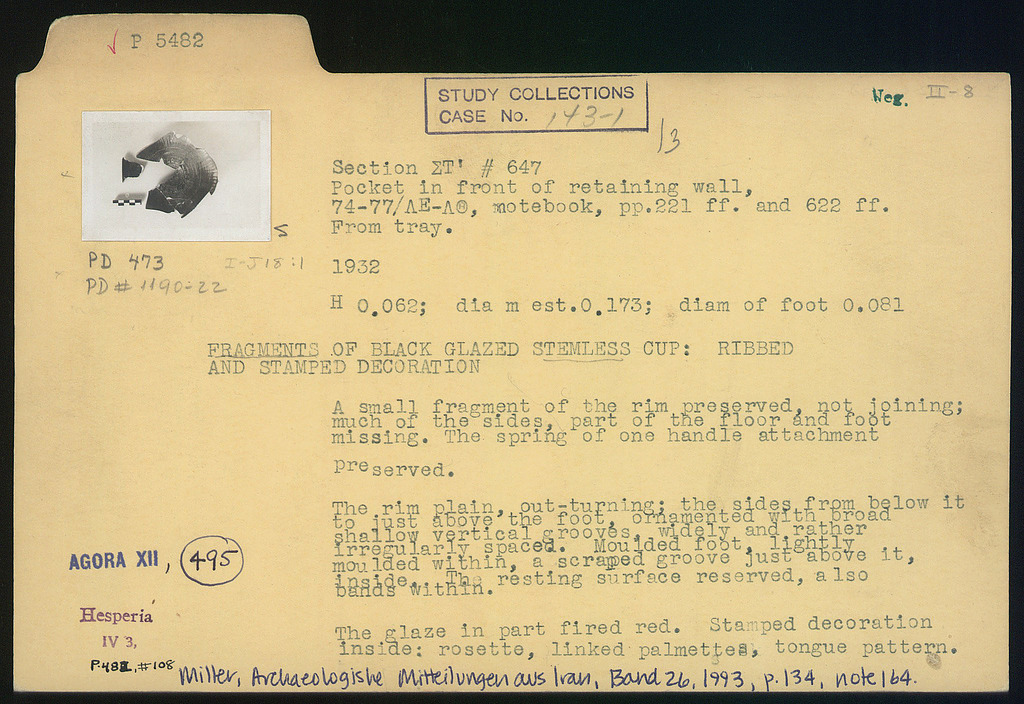 ✓ P 5482
STUDY COLLECTIONS
CASE No. 143-1
Neg. II-8
13
Section ΣΤ' # 647
Pocket in front of retaining wall,
74-77/ΛΕ-ΛΘ, notebook, pp.221 ff. and 622 ff.
From tray.
PD 473
I-J18:1
PD # 1190-22
1932
H 0.062; dia m est.0.173; diam of foot 0.081
FRAGMENTS OF BLACK GLAZED STEMLESS CUP: RIBBED
AND STAMPED DECORATION
A small fragment of the rim preserved, not joining;
much of the sides, part of the floor and foot
missing. The spring of one handle attachment
preserved.
The rim plain, out-turning; the sides from below it
to just above the foot, ornamented with broad
shallow vertical grooves, widely and rather
irregularly spaced. Moulded foot, lightly
moulded within, a scraped groove just above it,
inside. The resting surface reserved, also
bands within.
AGORA XII, 495
Hesperia
IV 3,
P.482, #108
The glaze in part fired red. Stamped decoration
inside: rosette, linked palmettes, tongue pattern.
Miller, Archaeologishe Mitteilungen aus Iran, Band 26, 1993, p.134, note 164.